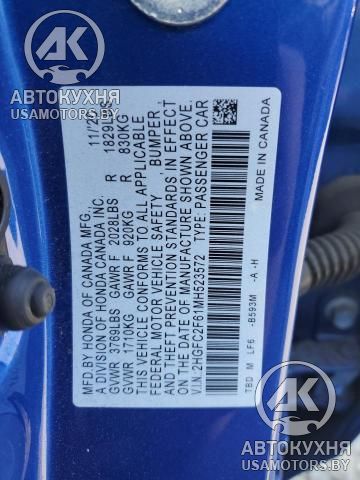 АК
АВТОКУХНЯ
USAMOTORS.BY
MFD BY HONDA OF CANADA MFG.
A DIVISION OF HONDA CANADA INC.
GVWR 3769LBS GAWR F 2028LBS R 1829LBS
GVWR 1710KG GAWR F 920KG R 830KG
THIS VEHICLE CONFORMS TO ALL APPLICABLE
FEDERAL MOTOR VEHICLE SAFETY, BUMPER,
AND THEFT PREVENTION STANDARDS IN EFFECT
ON THE DATE OF MANUFACTURE SHOWN ABOVE.
V.I.N: 2HGFC2F61MH523572 TYPE: PASSENGER CAR
TBD M LF6 -B593M -A -H MADE IN CANADA
АК
АВТОКУХНЯ
USAMOTORS.BY